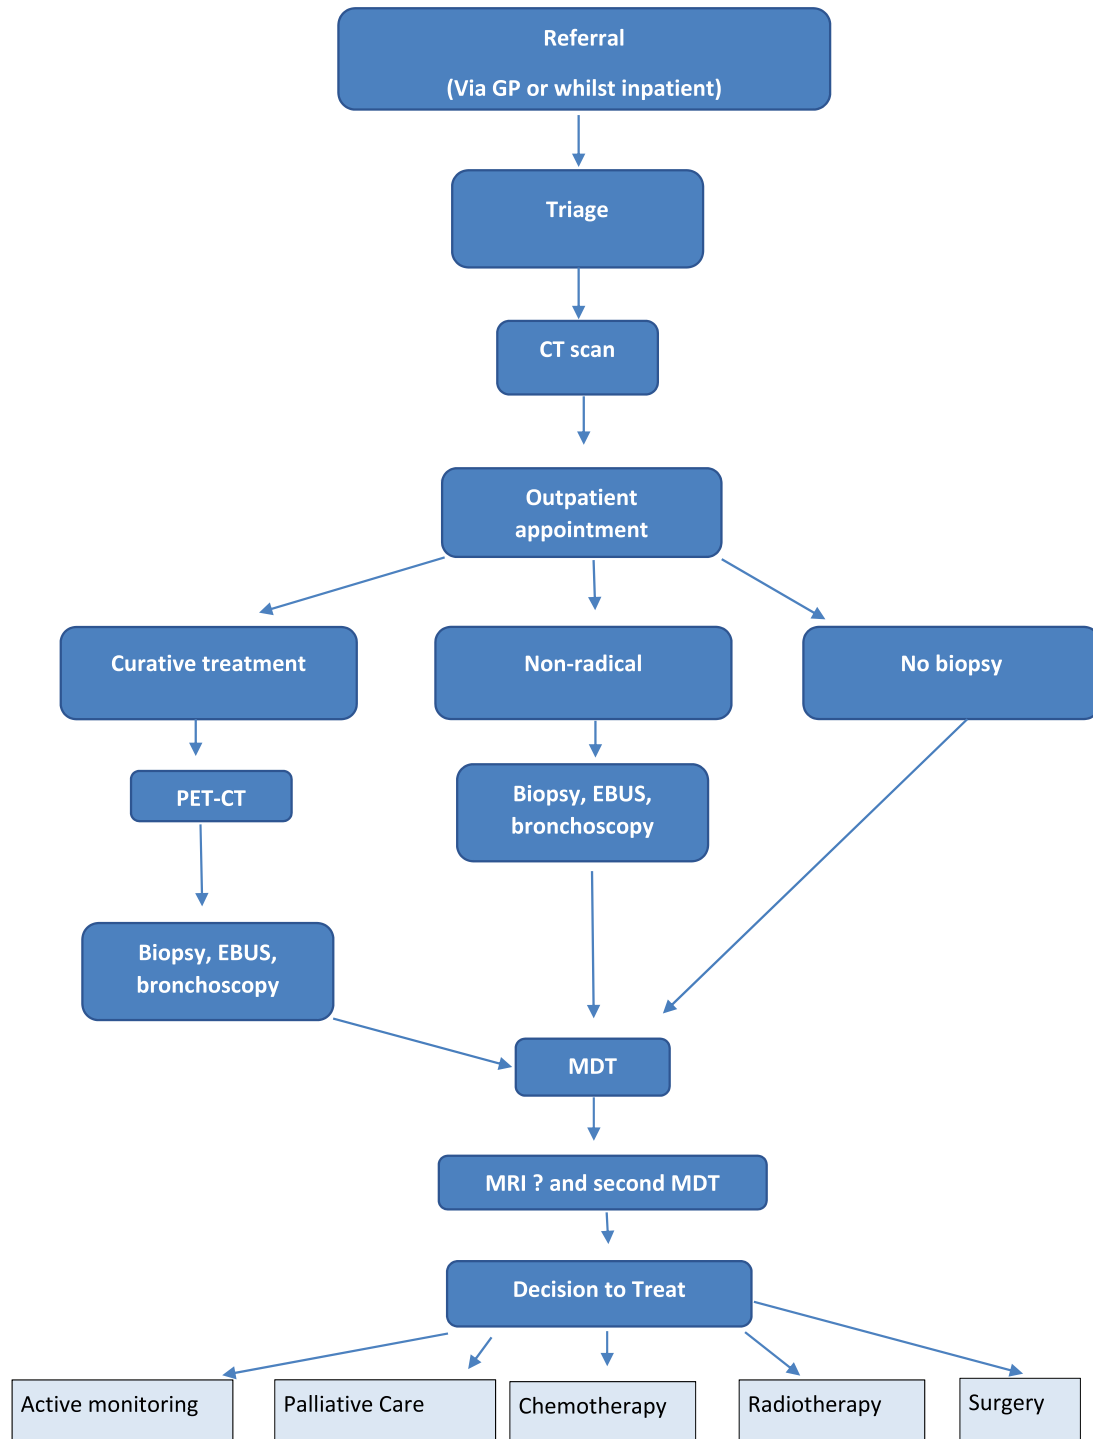 Referral
(Via GP or whilst inpatient)
Triage
CT scan
Outpatient
appointment
Curative treatment
Non-radical
No biopsy
PET-CT
Biopsy, EBUS,
bronchoscopy
Biopsy, EBUS,
bronchoscopy
MDT
MRI ? and second MDT
Decision to Treat
Active monitoring
Palliative Care
Chemotherapy
Radiotherapy
Surgery